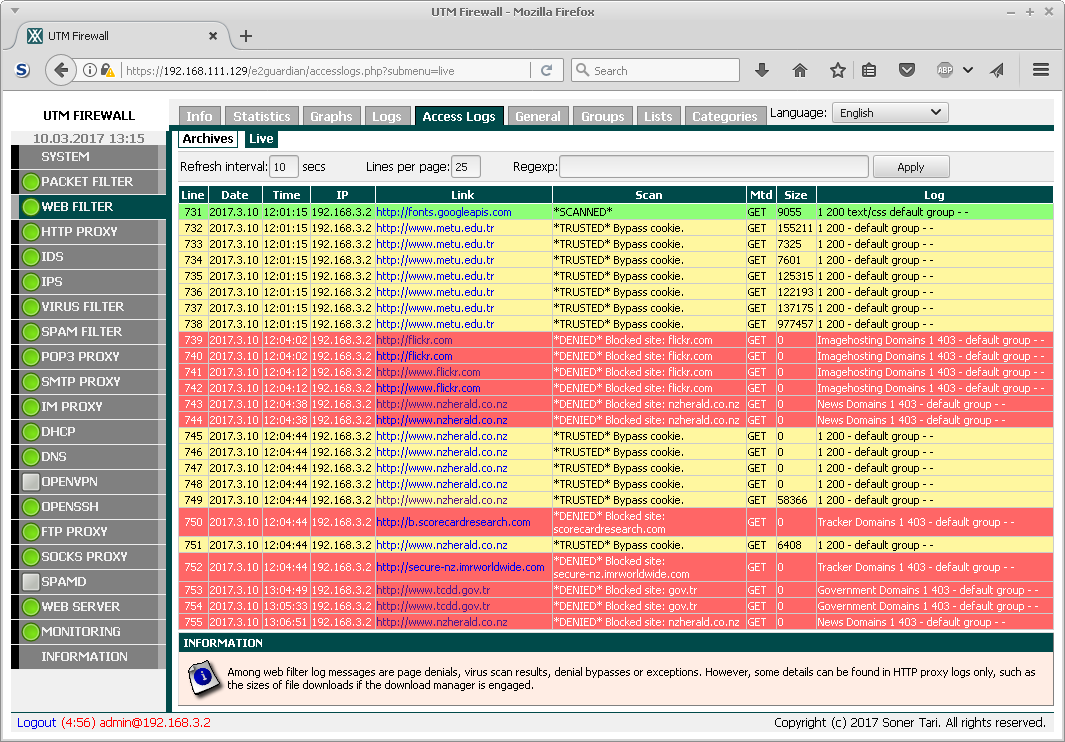 UTM Firewall - Mozilla Firefox
UTM Firewall
https://192.168.111.129/e2guardian/accesslogs.php?submenu=live
Search
ABP
UTM FIREWALL
10.03.2017 13:15
SYSTEM
PACKET FILTER
WEB FILTER
HTTP PROXY
IDS
IPS
VIRUS FILTER
SPAM FILTER
POP3 PROXY
SMTP PROXY
IM PROXY
DHCP
DNS
OPENVPN
OPENSSH
FTP PROXY
SOCKS PROXY
SPAMD
WEB SERVER
MONITORING
INFORMATION
Info Statistics Graphs Logs Access Logs General Groups Lists Categories Language: English
Archives Live
Refresh interval: 10 secs Lines per page: 25 Regexp: Apply
Line Date Time IP Link Scan Mtd Size Log
731 2017.3.10 12:01:15 192.168.3.2 http://fonts.googleapis.com *SCANNED* GET 9055 1 200 text/css default group - -
732 2017.3.10 12:01:15 192.168.3.2 http://www.metu.edu.tr *TRUSTED* Bypass cookie. GET 155211 1 200 - default group - -
733 2017.3.10 12:01:15 192.168.3.2 http://www.metu.edu.tr *TRUSTED* Bypass cookie. GET 7325 1 200 - default group - -
734 2017.3.10 12:01:15 192.168.3.2 http://www.metu.edu.tr *TRUSTED* Bypass cookie. GET 7601 1 200 - default group - -
735 2017.3.10 12:01:15 192.168.3.2 http://www.metu.edu.tr *TRUSTED* Bypass cookie. GET 125315 1 200 - default group - -
736 2017.3.10 12:01:15 192.168.3.2 http://www.metu.edu.tr *TRUSTED* Bypass cookie. GET 122193 1 200 - default group - -
737 2017.3.10 12:01:15 192.168.3.2 http://www.metu.edu.tr *TRUSTED* Bypass cookie. GET 137175 1 200 - default group - -
738 2017.3.10 12:01:15 192.168.3.2 http://www.metu.edu.tr *TRUSTED* Bypass cookie. GET 977457 1 200 - default group - -
739 2017.3.10 12:04:02 192.168.3.2 http://flickr.com *DENIED* Blocked site: flickr.com GET 0 Imagehosting Domains 1 403 - default group - -
740 2017.3.10 12:04:02 192.168.3.2 http://flickr.com *DENIED* Blocked site: flickr.com GET 0 Imagehosting Domains 1 403 - default group - -
741 2017.3.10 12:04:12 192.168.3.2 http://www.flickr.com *DENIED* Blocked site: flickr.com GET 0 Imagehosting Domains 1 403 - default group - -
742 2017.3.10 12:04:12 192.168.3.2 http://www.flickr.com *DENIED* Blocked site: flickr.com GET 0 Imagehosting Domains 1 403 - default group - -
743 2017.3.10 12:04:38 192.168.3.2 http://www.nzherald.co.nz *DENIED* Blocked site: nzherald.co.nz GET 0 News Domains 1 403 - default group - -
744 2017.3.10 12:04:38 192.168.3.2 http://www.nzherald.co.nz *DENIED* Blocked site: nzherald.co.nz GET 0 News Domains 1 403 - default group - -
745 2017.3.10 12:04:44 192.168.3.2 http://www.nzherald.co.nz *TRUSTED* Bypass cookie. GET 0 1 200 - default group - -
746 2017.3.10 12:04:44 192.168.3.2 http://www.nzherald.co.nz *TRUSTED* Bypass cookie. GET 0 1 200 - default group - -
747 2017.3.10 12:04:44 192.168.3.2 http://www.nzherald.co.nz *TRUSTED* Bypass cookie. GET 0 1 200 - default group - -
748 2017.3.10 12:04:44 192.168.3.2 http://www.nzherald.co.nz *TRUSTED* Bypass cookie. GET 0 1 200 - default group - -
749 2017.3.10 12:04:44 192.168.3.2 http://www.nzherald.co.nz *TRUSTED* Bypass cookie. GET 58366 1 200 - default group - -
750 2017.3.10 12:04:44 192.168.3.2 http://b.scorecardresearch.com *DENIED* Blocked site: scorecardresearch.com GET 0 Tracker Domains 1 403 - default group - -
751 2017.3.10 12:04:44 192.168.3.2 http://www.nzherald.co.nz *TRUSTED* Bypass cookie. GET 6408 1 200 - default group - -
752 2017.3.10 12:04:44 192.168.3.2 http://secure-nz.imrworldwide.com *DENIED* Blocked site: secure-nz.imrworldwide.com GET 0 Tracker Domains 1 403 - default group - -
753 2017.3.10 13:04:49 192.168.3.2 http://www.tcdd.gov.tr *DENIED* Blocked site: gov.tr GET 0 Government Domains 1 403 - default group - -
754 2017.3.10 13:05:33 192.168.3.2 http://www.tcdd.gov.tr *DENIED* Blocked site: gov.tr GET 0 Government Domains 1 403 - default group - -
755 2017.3.10 13:06:51 192.168.3.2 http://www.nzherald.co.nz *DENIED* Blocked site: nzherald.co.nz GET 0 News Domains 1 403 - default group - -
INFORMATION
Among web filter log messages are page denials, virus scan results, denial bypasses or exceptions. However, some details can be found in HTTP proxy logs only, such as
the sizes of file downloads if the download manager is engaged.
Logout (4:56) admin@192.168.3.2
Copyright (c) 2017 Soner Tari. All rights reserved.